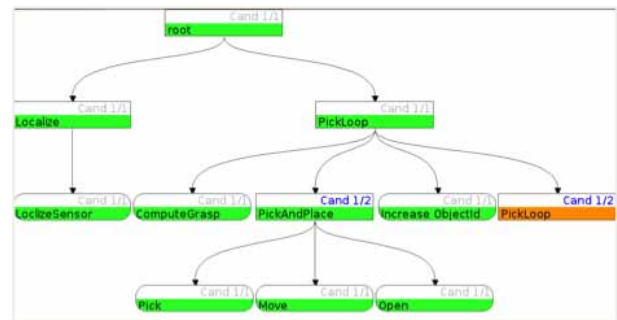 Cand 1/1
root
Cand 1/1
Localize
Cand 1/1
PickLoop
Cand 1/1
LoclizeSensor
Cand 1/1
ComputeGrasp
Cand 1/2
PickAndPlace
Cand 1/1
Increase ObjectId
Cand 1/2
PickLoop
Cand 1/1
Pick
Cand 1/1
Move
Cand 1/1
Open